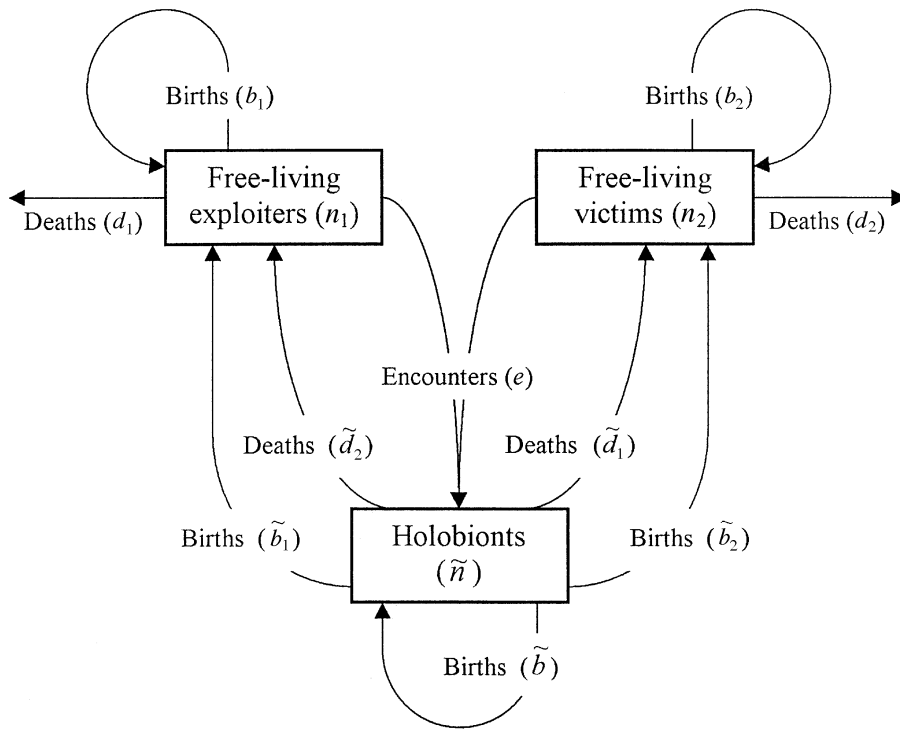 Births (b₁)
Births (b₂)
Free-living
exploiters (n₁)
Free-living
victims (n₂)
Deaths (d₁)
Deaths (d₂)
Encounters (e)
Deaths (d̃₂)
Deaths (d̃₁)
Births (b̃₁)
Births (b̃₂)
Holobionts
(ñ)
Births (b̃)